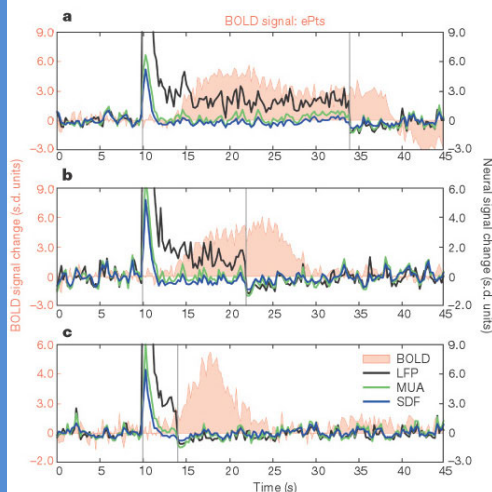 a
BOLD signal: ePts
9.0 9.0
6.0 6.0
3.0 3.0
0 0
−3.0 −3.0
0 5 10 15 20 25 30 35 40 45
b
9.0 6.0
6.0 4.0
3.0 2.0
0 0
−3.0 −2.0
0 5 10 15 20 25 30 35 40 45
BOLD signal change (s.d. units)
Neural signal change (s.d. units)
c
6.0 9.0
4.0 6.0
3.0 3.0
0 0
−2.0 −3.0
BOLD
LFP
MUA
SDF
0 5 10 15 20 25 30 35 40 45
Time (s)